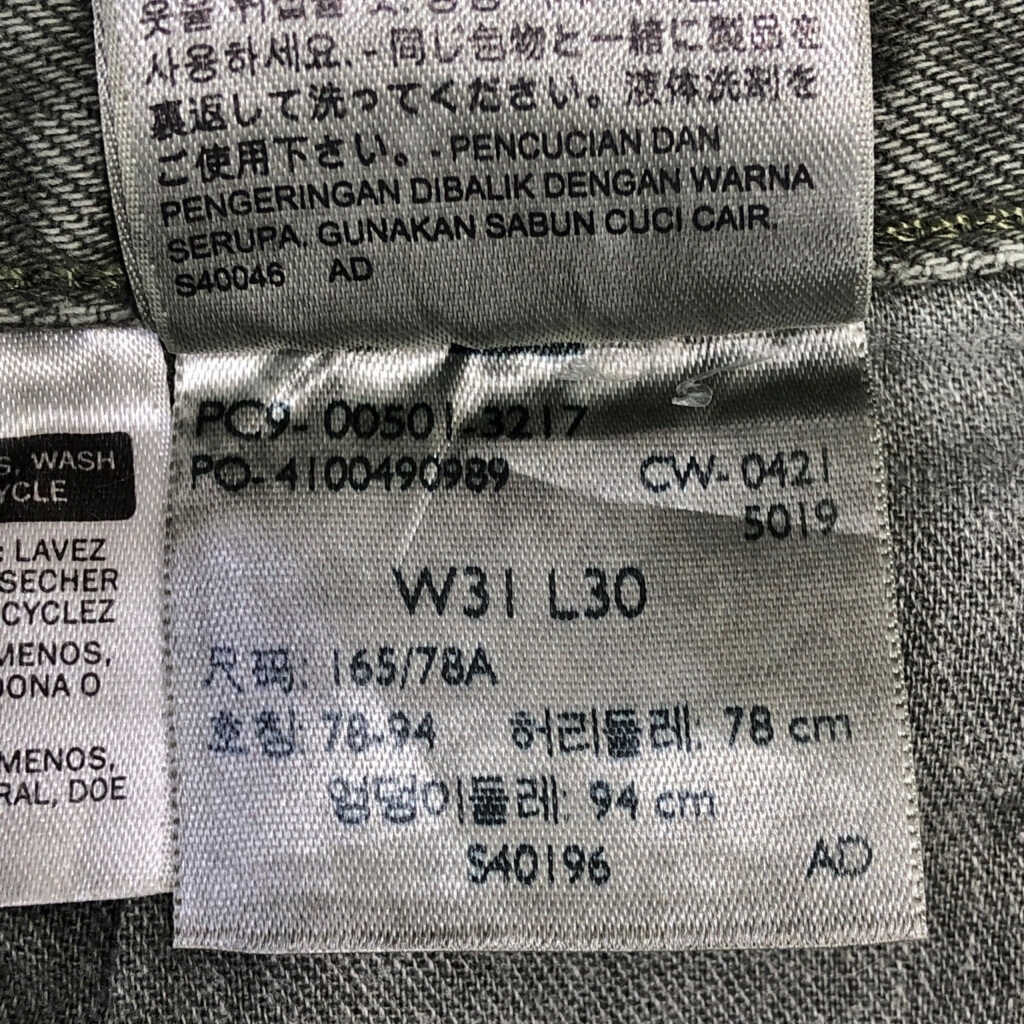 사용하세요. - 同じ色物と一緒に製品を
裏返して洗ってください。液体洗剤を
ご使用下さい。- PENCUCIAN DAN
PENGERINGAN DIBALIK DENGAN WARNA
SERUPA. GUNAKAN SABUN CUCI CAIR.
S40046 AD
S, WASH
YCLE
: LAVEZ
SECHER
CYCLEZ
MENOS,
DONA O
MENOS,
RAL, DOE
PC9- 00501-3217
PO- 4100490989 CW- 0421
5019
W31 L30
尺码: 165/78A
호칭: 78-94 허리둘레: 78 cm
엉덩이둘레: 94 cm
S40196 AD